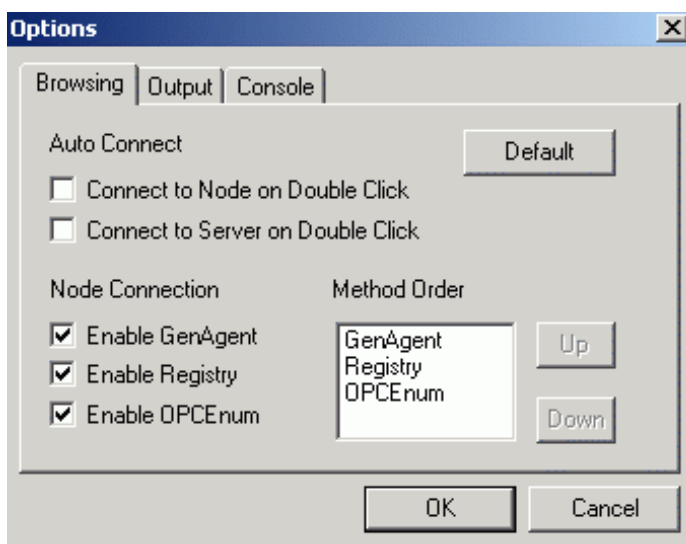 Options
Browsing Output Console
Auto Connect
Default
Connect to Node on Double Click
Connect to Server on Double Click
Node Connection
Method Order
Enable GenAgent
Enable Registry
Enable OPCEnum
GenAgent
Registry
OPCEnum
Up
Down
OK Cancel